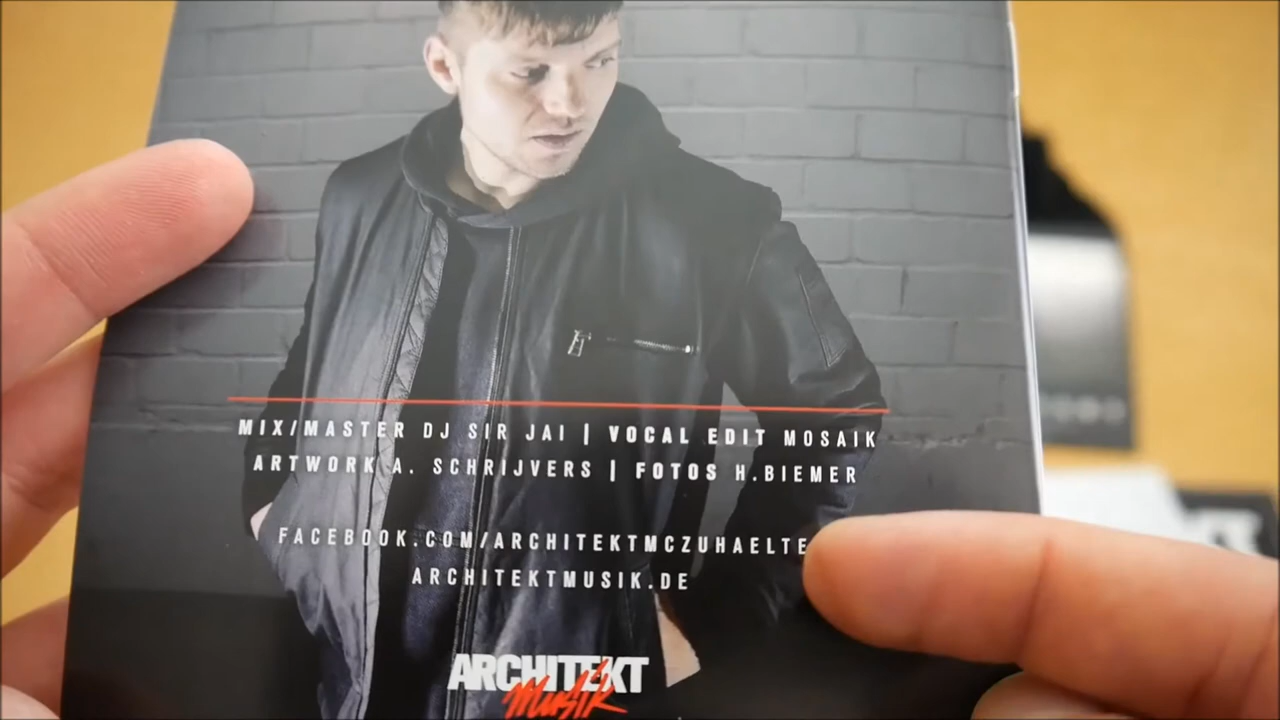 MIX/MASTER DJ SIR JAI | VOCAL EDIT MOSAIK
ARTWORK A. SCHRIJVERS | FOTOS H.BIEMER
FACEBOOK.COM/ARCHITEKTMCZUHAELTE
ARCHITEKTMUSIK.DE
ARCHITEKT
Musik